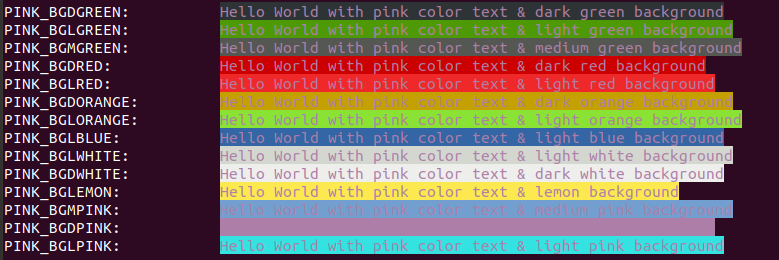 PINK_BGDGREEN: Hello World with pink color text & dark green background
PINK_BGLGREEN: Hello World with pink color text & light green background
PINK_BGMGREEN: Hello World with pink color text & medium green background
PINK_BGDRED: Hello World with pink color text & dark red background
PINK_BGLRED: Hello World with pink color text & light red background
PINK_BGDORANGE: Hello World with pink color text & dark orange background
PINK_BGLORANGE: Hello World with pink color text & light orange background
PINK_BGLBLUE: Hello World with pink color text & light blue background
PINK_BGLWHITE: Hello World with pink color text & light white background
PINK_BGDWHITE: Hello World with pink color text & dark white background
PINK_BGLEMON: Hello World with pink color text & lemon background
PINK_BGMPINK: Hello World with pink color text & medium pink background
PINK_BGDPINK:
PINK_BGLPINK: Hello World with pink color text & light pink background